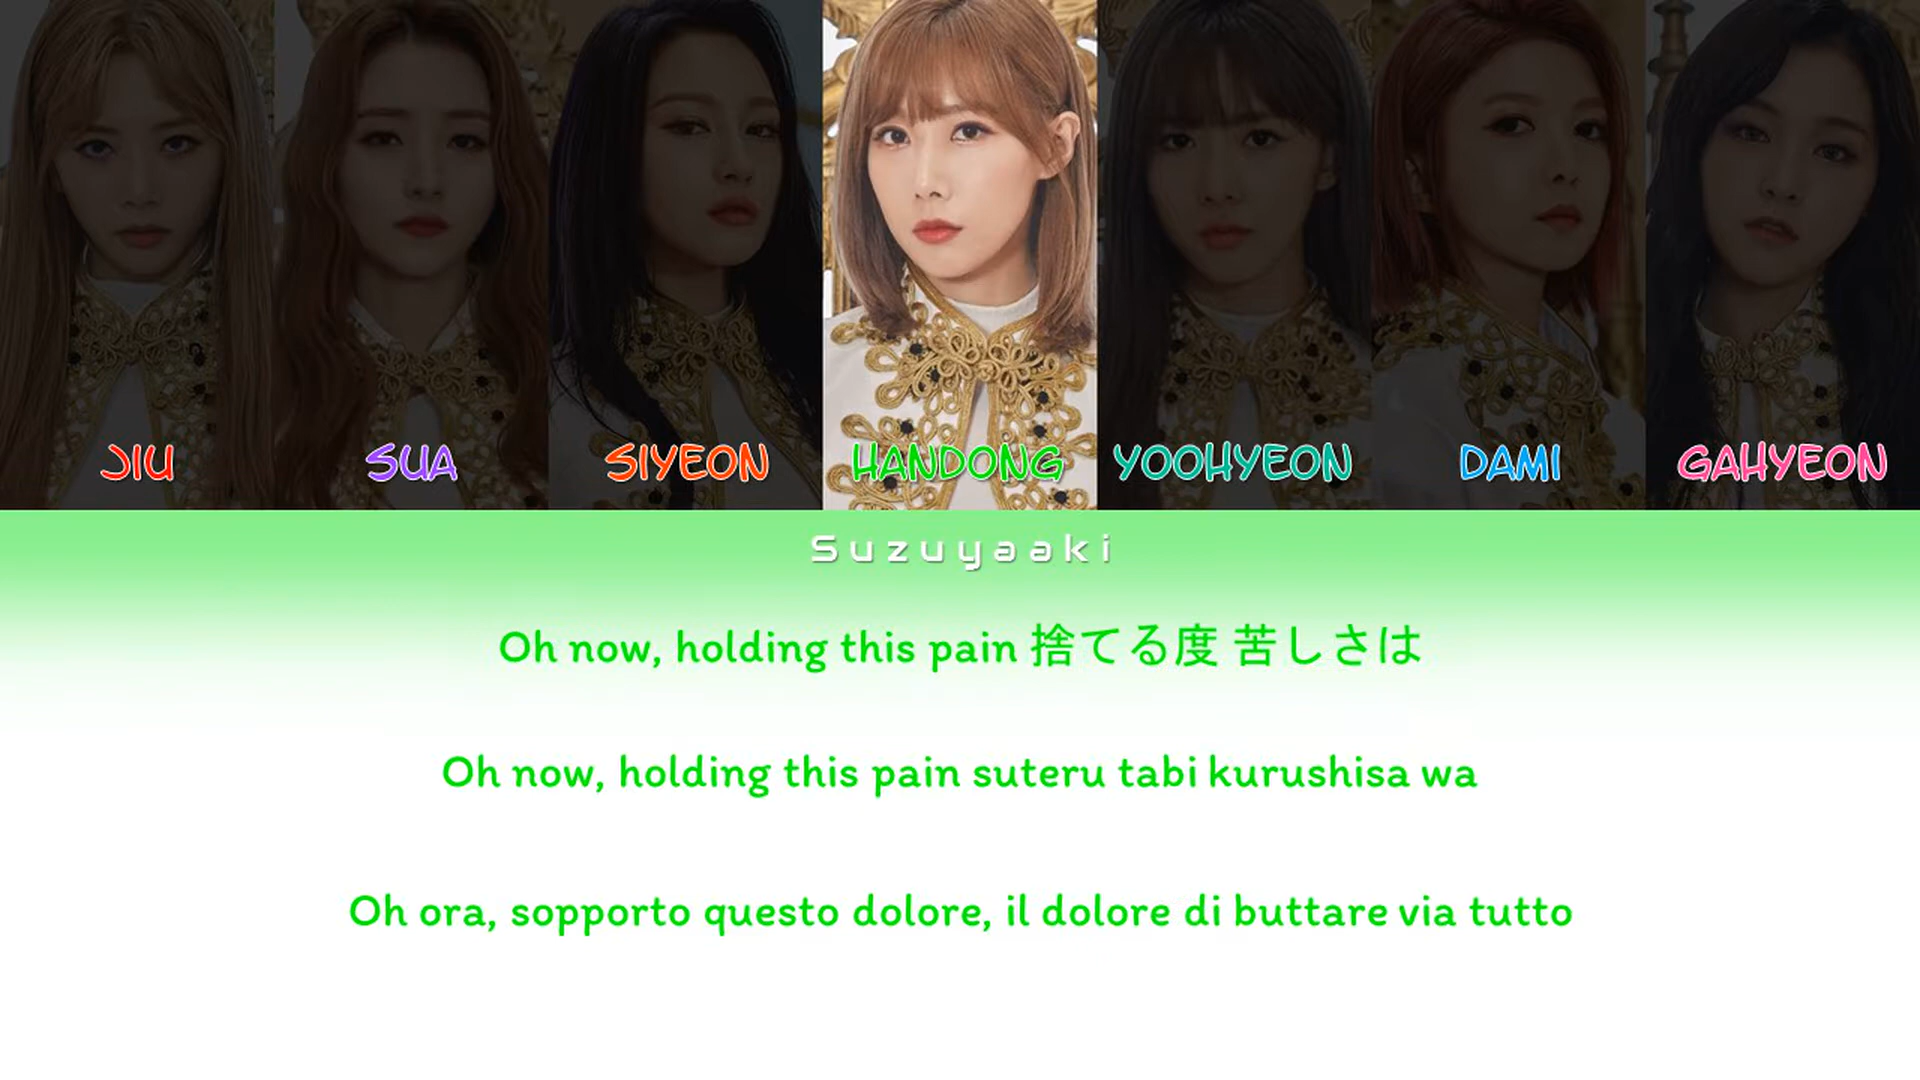 JIU SUA SIYEON HANDONG YOOHYEON DAMI GAHYEON
Suzuyaaki
Oh now, holding this pain 捨てる度 苦しさは
Oh now, holding this pain suteru tabi kurushisa wa
Oh ora, sopporto questo dolore, il dolore di buttare via tutto